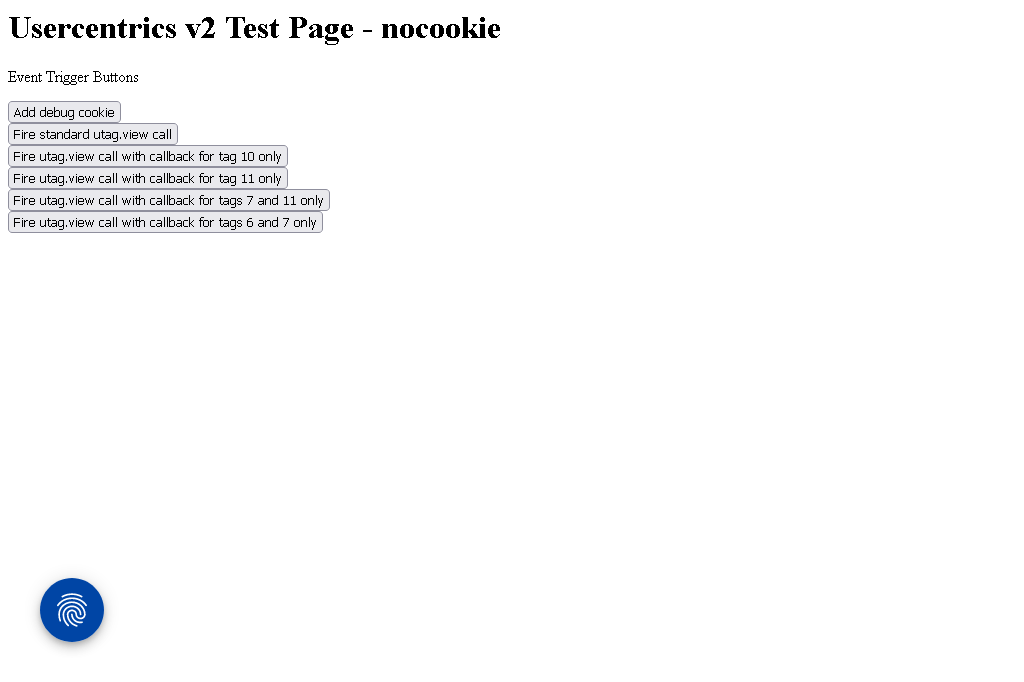 Usercentrics v2 Test Page - nocookie
Event Trigger Buttons
Add debug cookie
Fire standard utag.view call
Fire utag.view call with callback for tag 10 only
Fire utag.view call with callback for tag 11 only
Fire utag.view call with callback for tags 7 and 11 only
Fire utag.view call with callback for tags 6 and 7 only